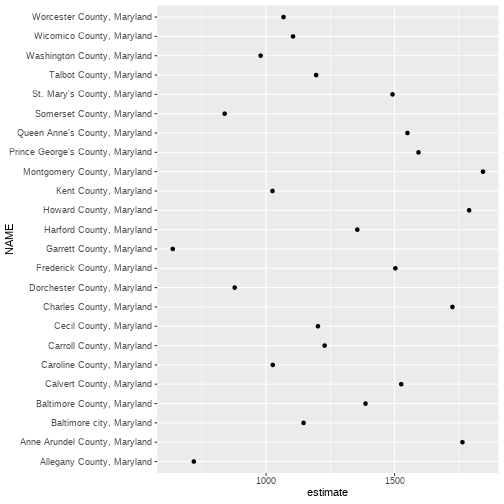 Worcester County, Maryland
Wicomico County, Maryland
Washington County, Maryland
Talbot County, Maryland
St. Mary's County, Maryland
Somerset County, Maryland
Queen Anne's County, Maryland
Prince George's County, Maryland
Montgomery County, Maryland
Kent County, Maryland
Howard County, Maryland
Harford County, Maryland
Garrett County, Maryland
Frederick County, Maryland
Dorchester County, Maryland
Charles County, Maryland
Cecil County, Maryland
Carroll County, Maryland
Caroline County, Maryland
Calvert County, Maryland
Baltimore County, Maryland
Baltimore city, Maryland
Anne Arundel County, Maryland
Allegany County, Maryland
NAME
1000 1500
estimate